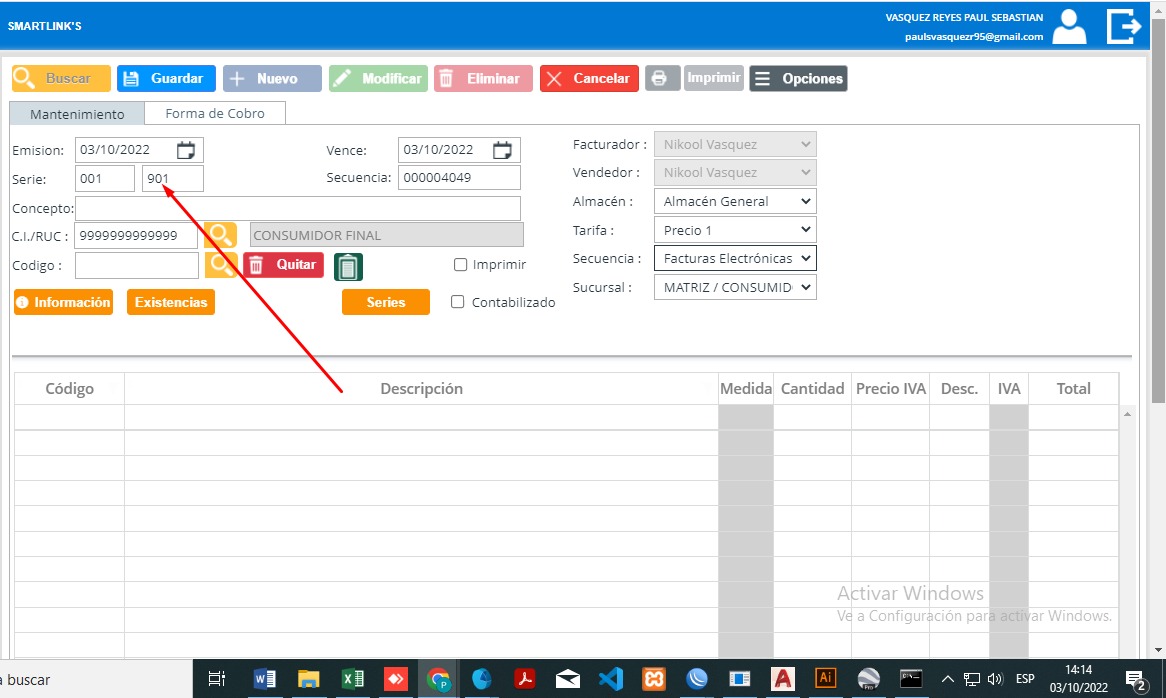 SMARTLINK'S
VASQUEZ REYES PAUL SEBASTIAN
paulsvasquezr95@gmail.com
Buscar Guardar Nuevo Modificar Eliminar Cancelar Imprimir Opciones
Mantenimiento Forma de Cobro
Emision: 03/10/2022 Vence: 03/10/2022 Facturador : Nikool Vasquez
Serie: 001 901 Secuencia: 000004049 Vendedor : Nikool Vasquez
Concepto: Almacén : Almacén General
C.I./RUC : 9999999999999 CONSUMIDOR FINAL Tarifa : Precio 1
Codigo : Quitar Imprimir Secuencia : Facturas Electrónicas
Sucursal : MATRIZ / CONSUMID
Información Existencias Series Contabilizado
Código Descripción Medida Cantidad Precio IVA Desc. IVA Total
Activar Windows
Ve a Configuración para activar Windows.
a buscar ESP 14:14
03/10/2022 2